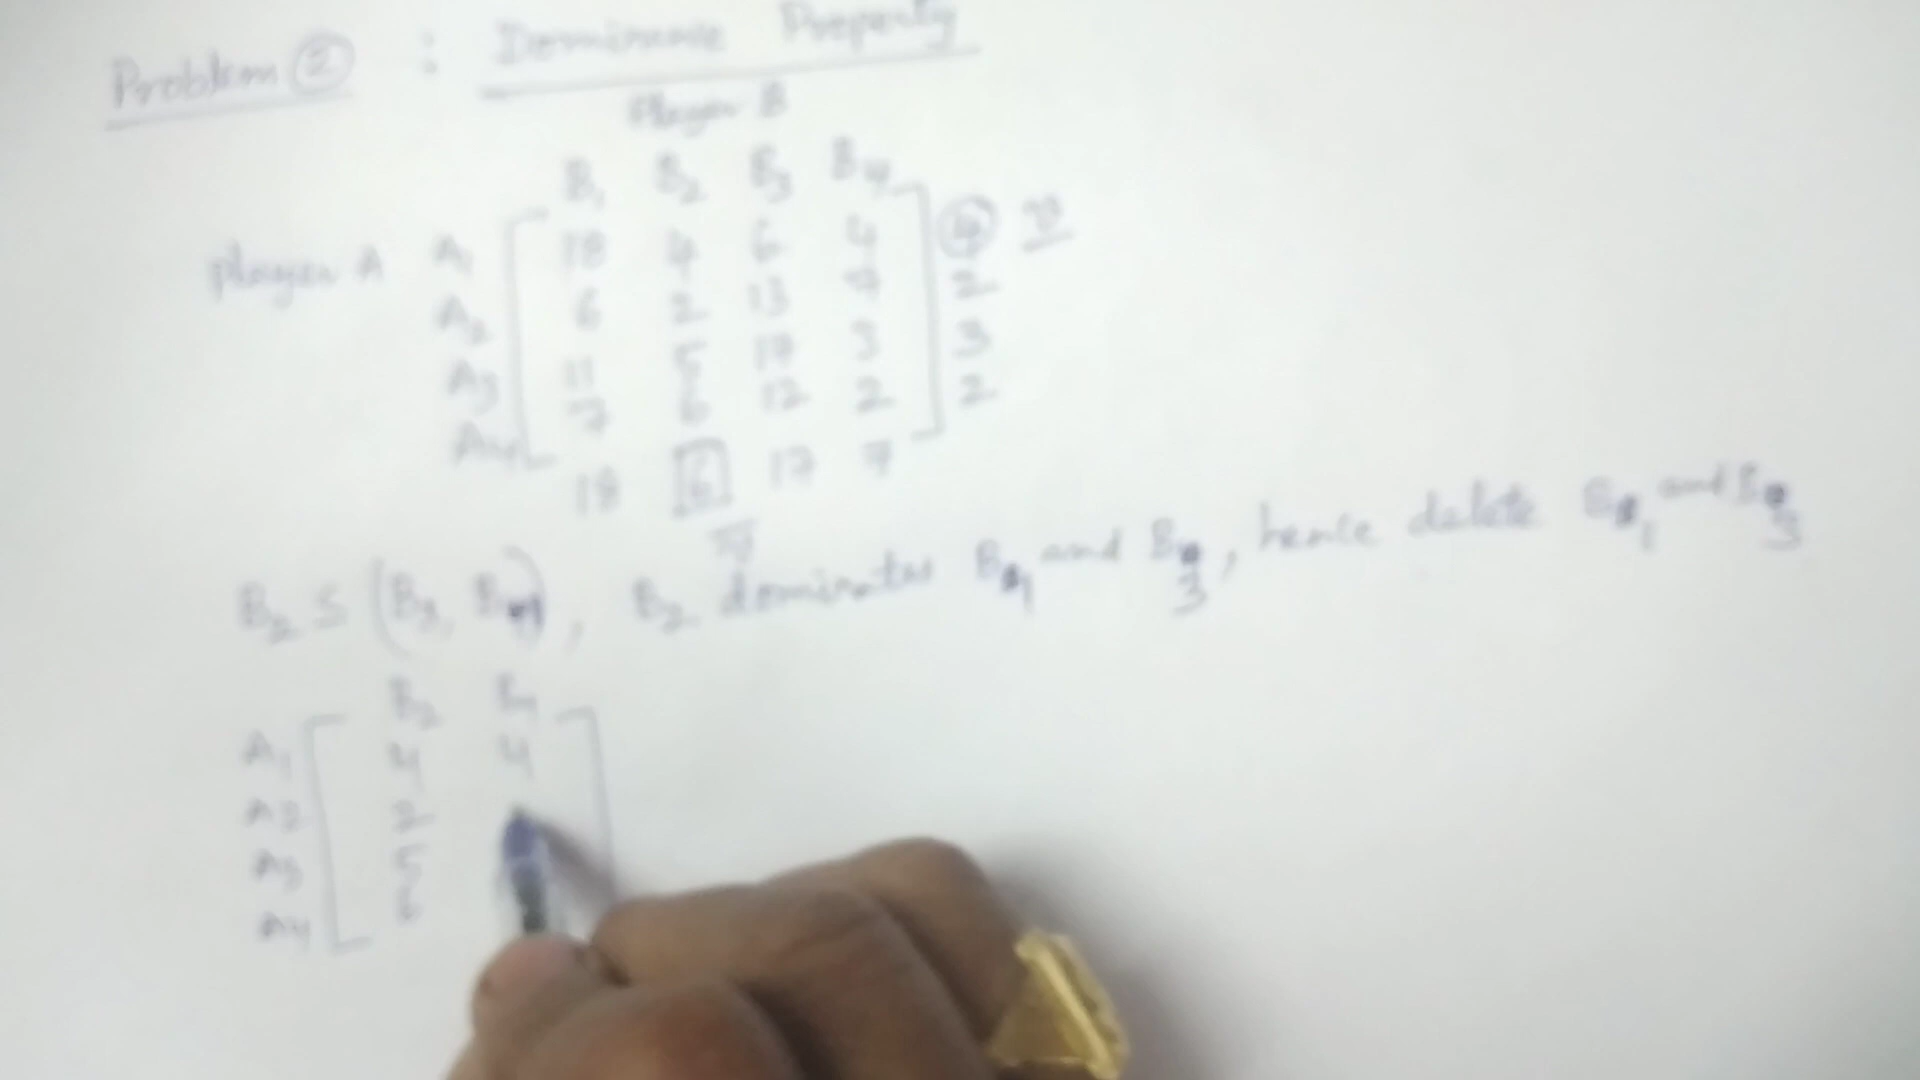 Problem ② : Dominance Property
Player B
B1 B2 B3 B4
Player A A1 18 4 6 4 ④
A2 6 2 13 7 2
A3 11 5 17 3 3
A4 7 6 12 2 2
18 6 17 7
B2 ≤ (B3, , B2 dominates B1 and B3, hence delete B1 and B3
B2 B4
A1 4 4
A2 2
A3 5
A4 6